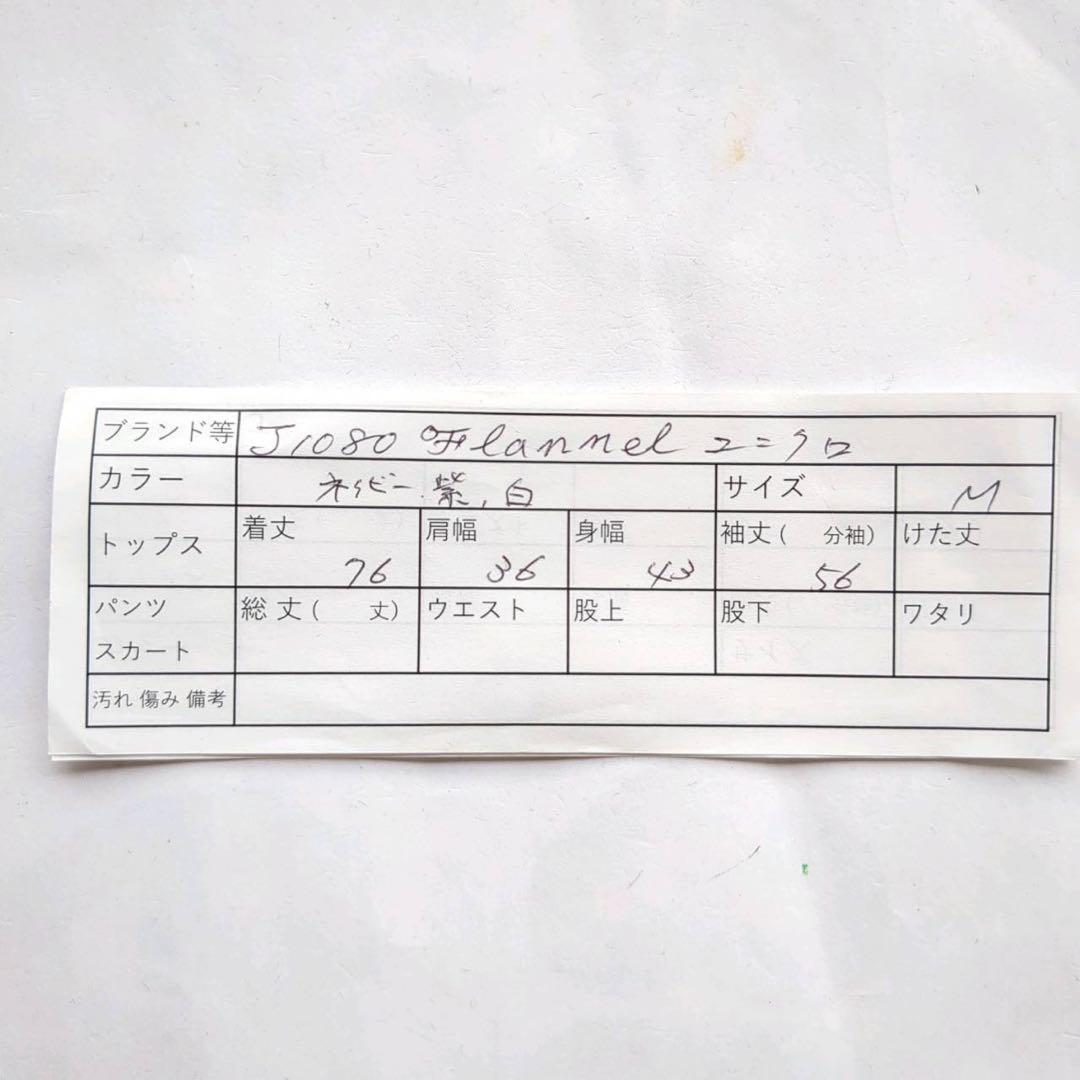 ブランド等 J1080 Flannel ユニクロ
カラー ネイビー、紫、白 サイズ M
トップス 着丈 76 肩幅 36 身幅 43 袖丈(　分袖) 56 けた丈
パンツ スカート 総丈(　丈) ウエスト 股上 股下 ワタリ
汚れ 傷み 備考